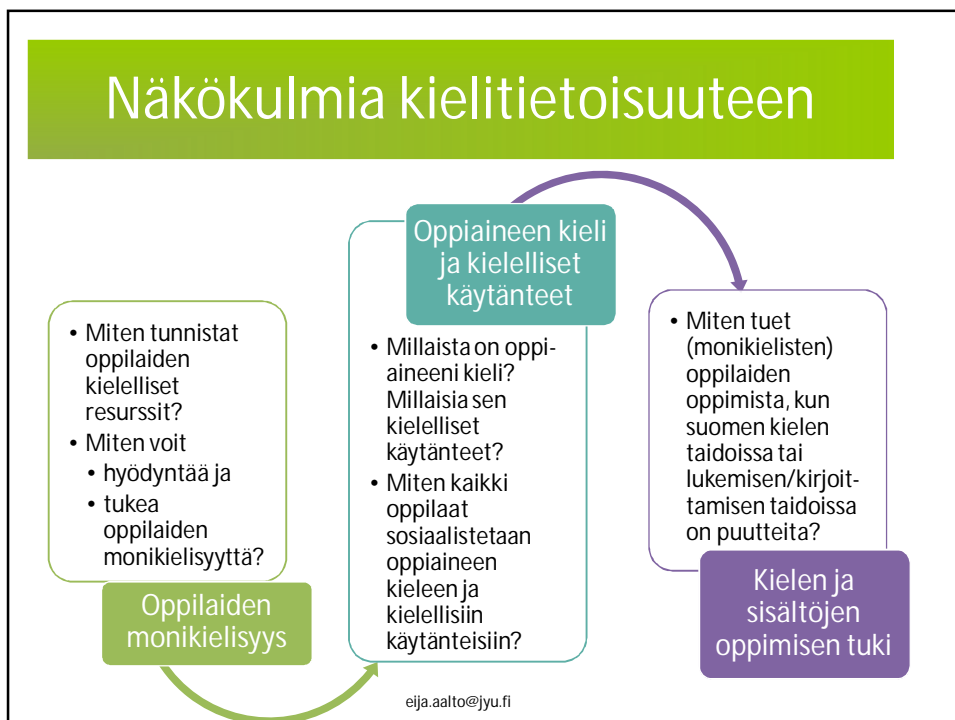 Näkökulmia kielitietoisuuteen
• Miten tunnistat
oppilaiden
kielelliset
resurssit?
• Miten voit
• hyödyntää ja
• tukea
oppilaiden
monikielisyyttä?
Oppilaiden
monikielisyys
Oppiaineen kieli
ja kielelliset
käytänteet
• Millaista on oppi-
aineeni kieli?
Millaisia sen
kielelliset
käytänteet?
• Miten kaikki
oppilaat
sosiaalistetaan
oppiaineen
kieleen ja
kielellisiin
käytänteisiin?
• Miten tuet
(monikielisten)
oppilaiden
oppimista, kun
suomen kielen
taidoissa tai
lukemisen/kirjoit-
tamisen taidoissa
on puutteita?
Kielen ja
sisältöjen
oppimisen tuki
eija.aalto@jyu.fi